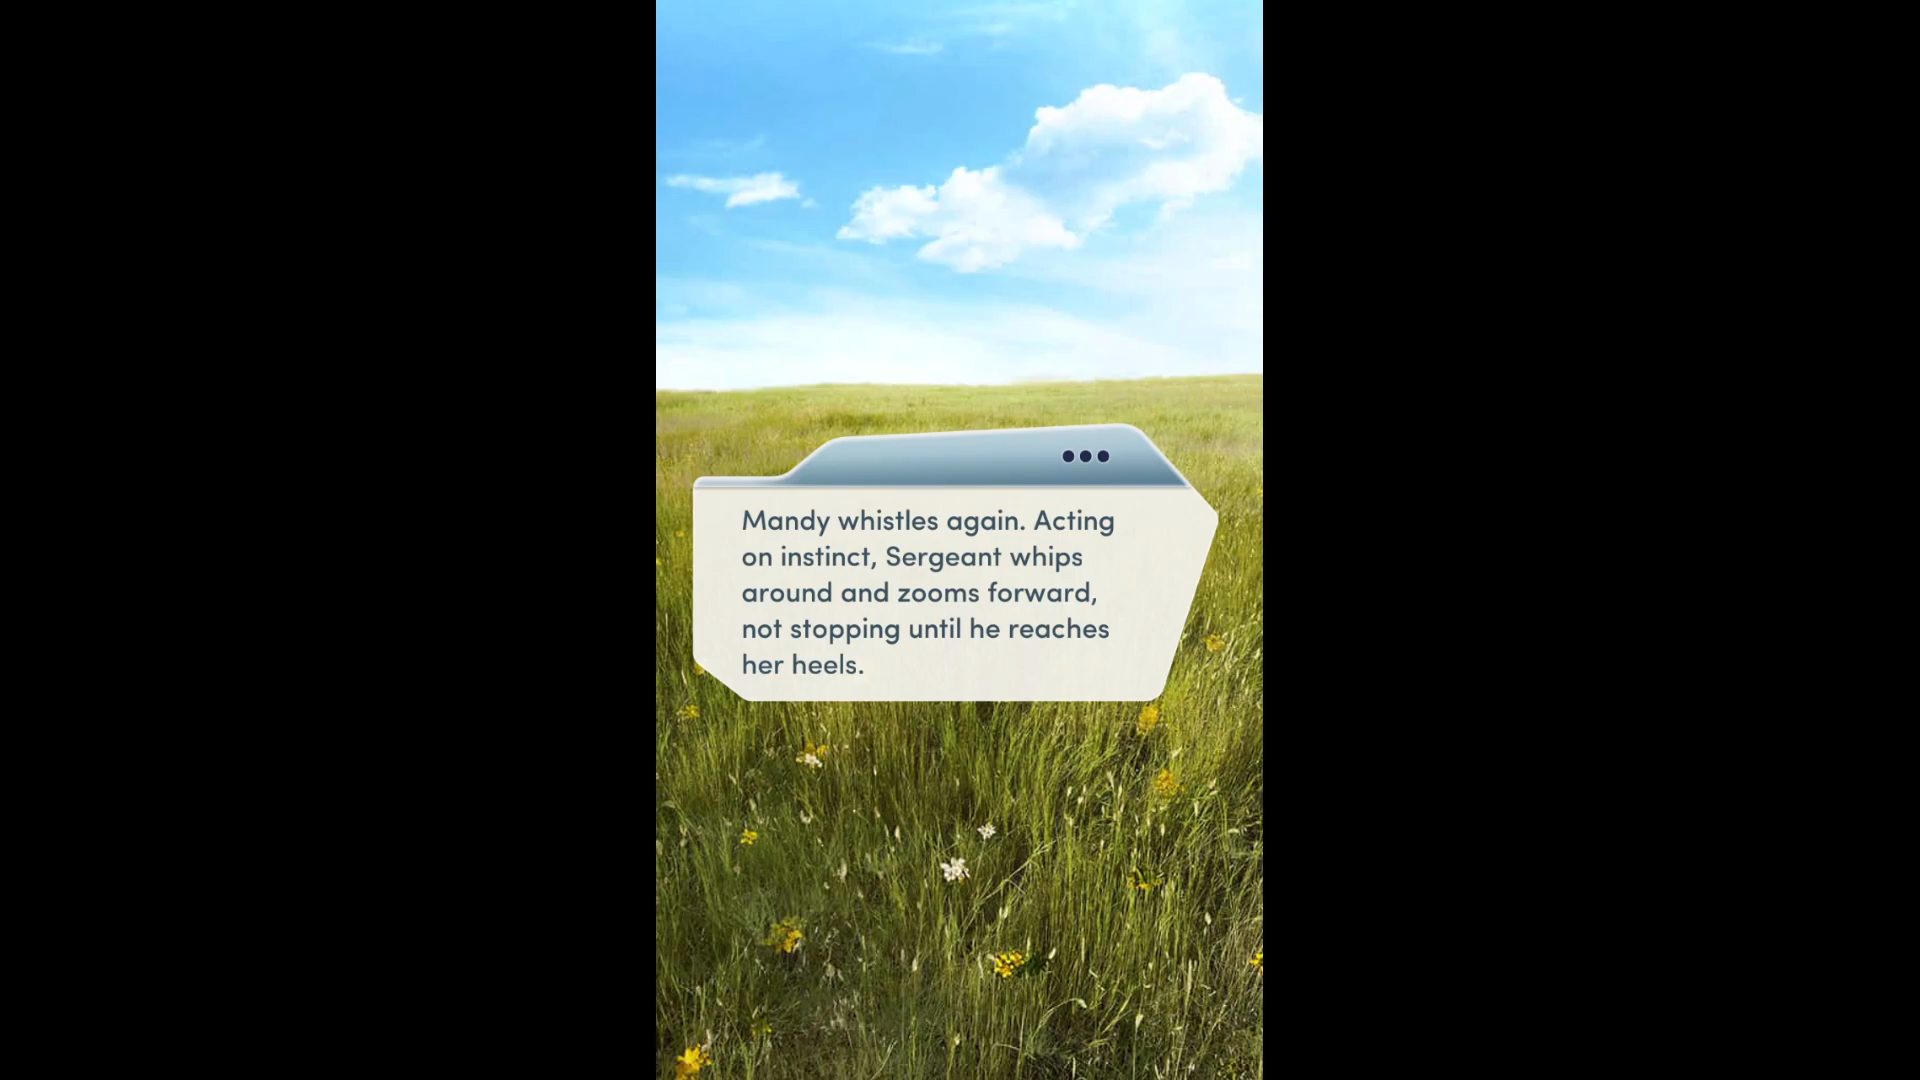 Mandy whistles again. Acting
on instinct, Sergeant whips
around and zooms forward,
not stopping until he reaches
her heels.